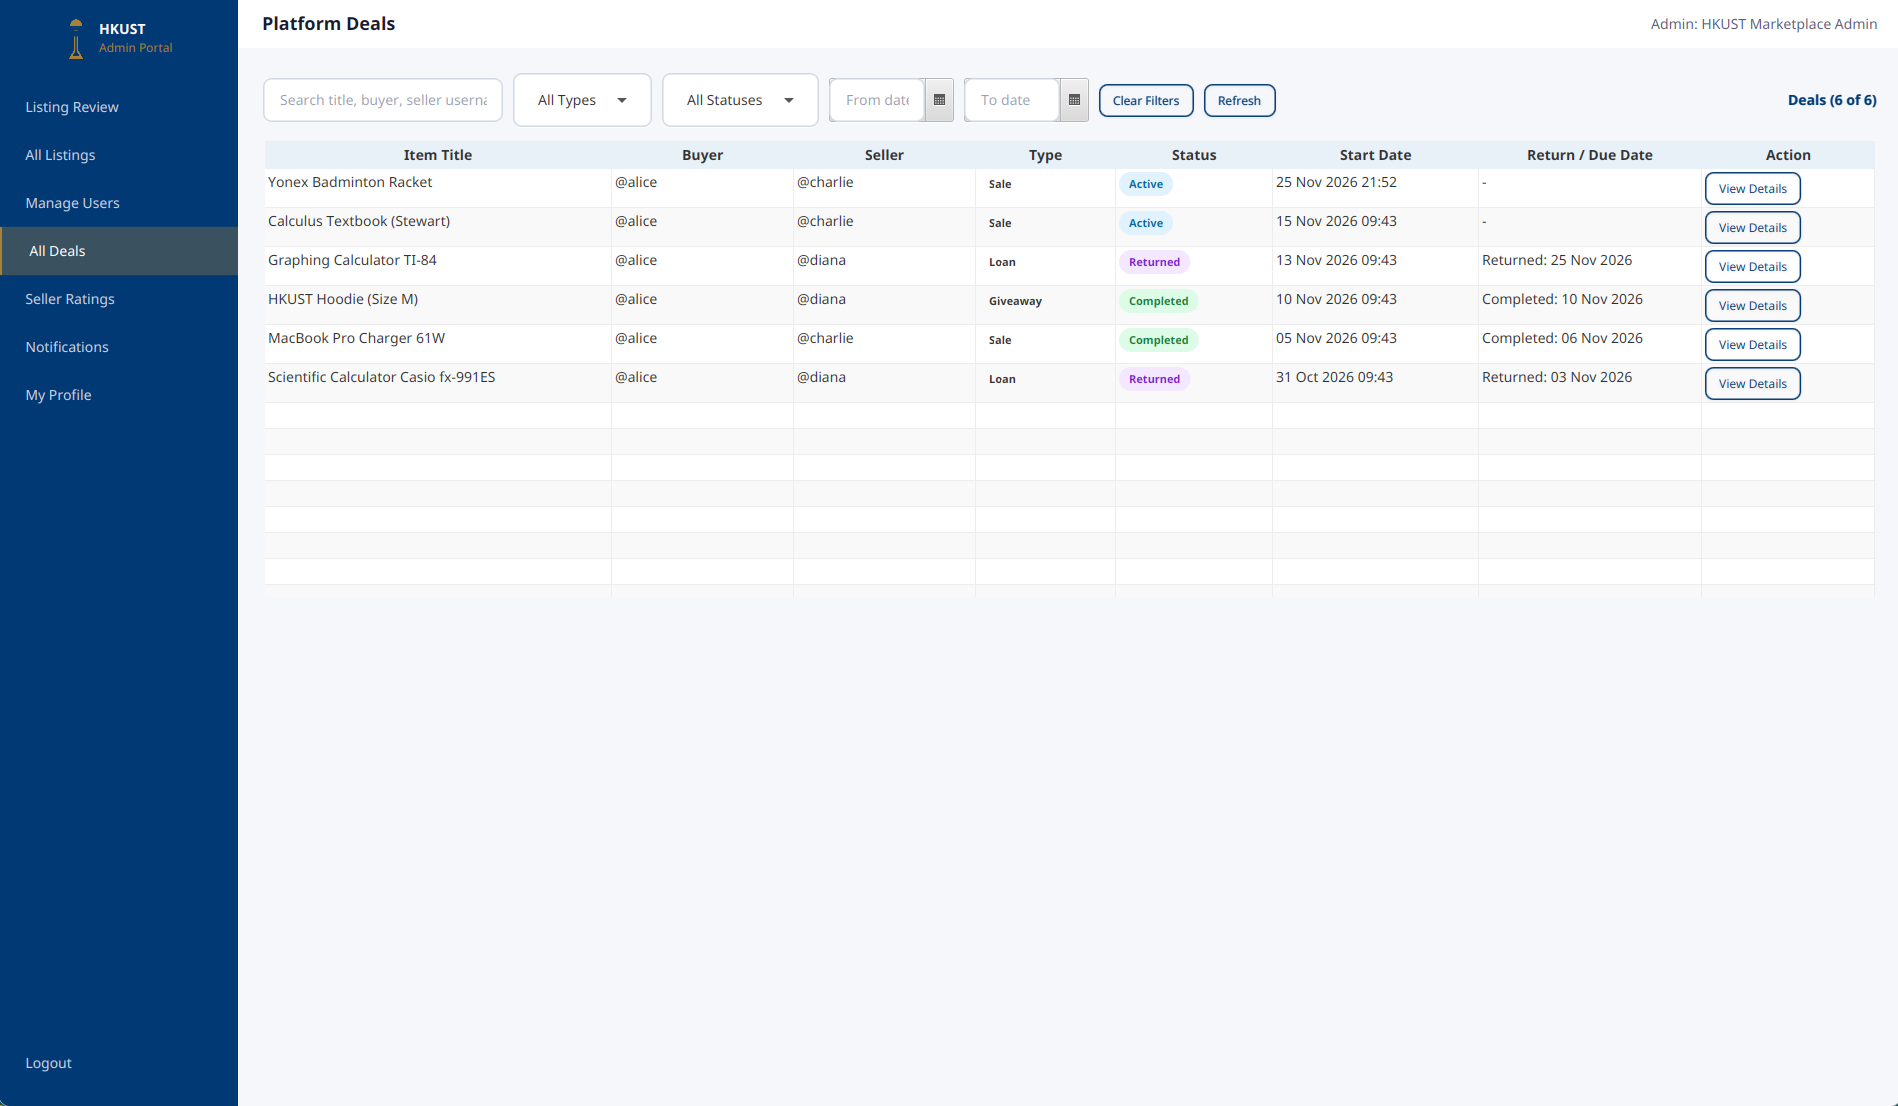 HKUST
Admin Portal
Listing Review
All Listings
Manage Users
All Deals
Seller Ratings
Notifications
My Profile
Logout
Platform Deals
Admin: HKUST Marketplace Admin
Search title, buyer, seller userna
All Types
All Statuses
From date
To date
Clear Filters
Refresh
Deals (6 of 6)
Item Title Buyer Seller Type Status Start Date Return / Due Date Action
Yonex Badminton Racket @alice @charlie Sale Active 25 Nov 2026 21:52 - View Details
Calculus Textbook (Stewart) @alice @charlie Sale Active 15 Nov 2026 09:43 - View Details
Graphing Calculator TI-84 @alice @diana Loan Returned 13 Nov 2026 09:43 Returned: 25 Nov 2026 View Details
HKUST Hoodie (Size M) @alice @diana Giveaway Completed 10 Nov 2026 09:43 Completed: 10 Nov 2026 View Details
MacBook Pro Charger 61W @alice @charlie Sale Completed 05 Nov 2026 09:43 Completed: 06 Nov 2026 View Details
Scientific Calculator Casio fx-991ES @alice @diana Loan Returned 31 Oct 2026 09:43 Returned: 03 Nov 2026 View Details